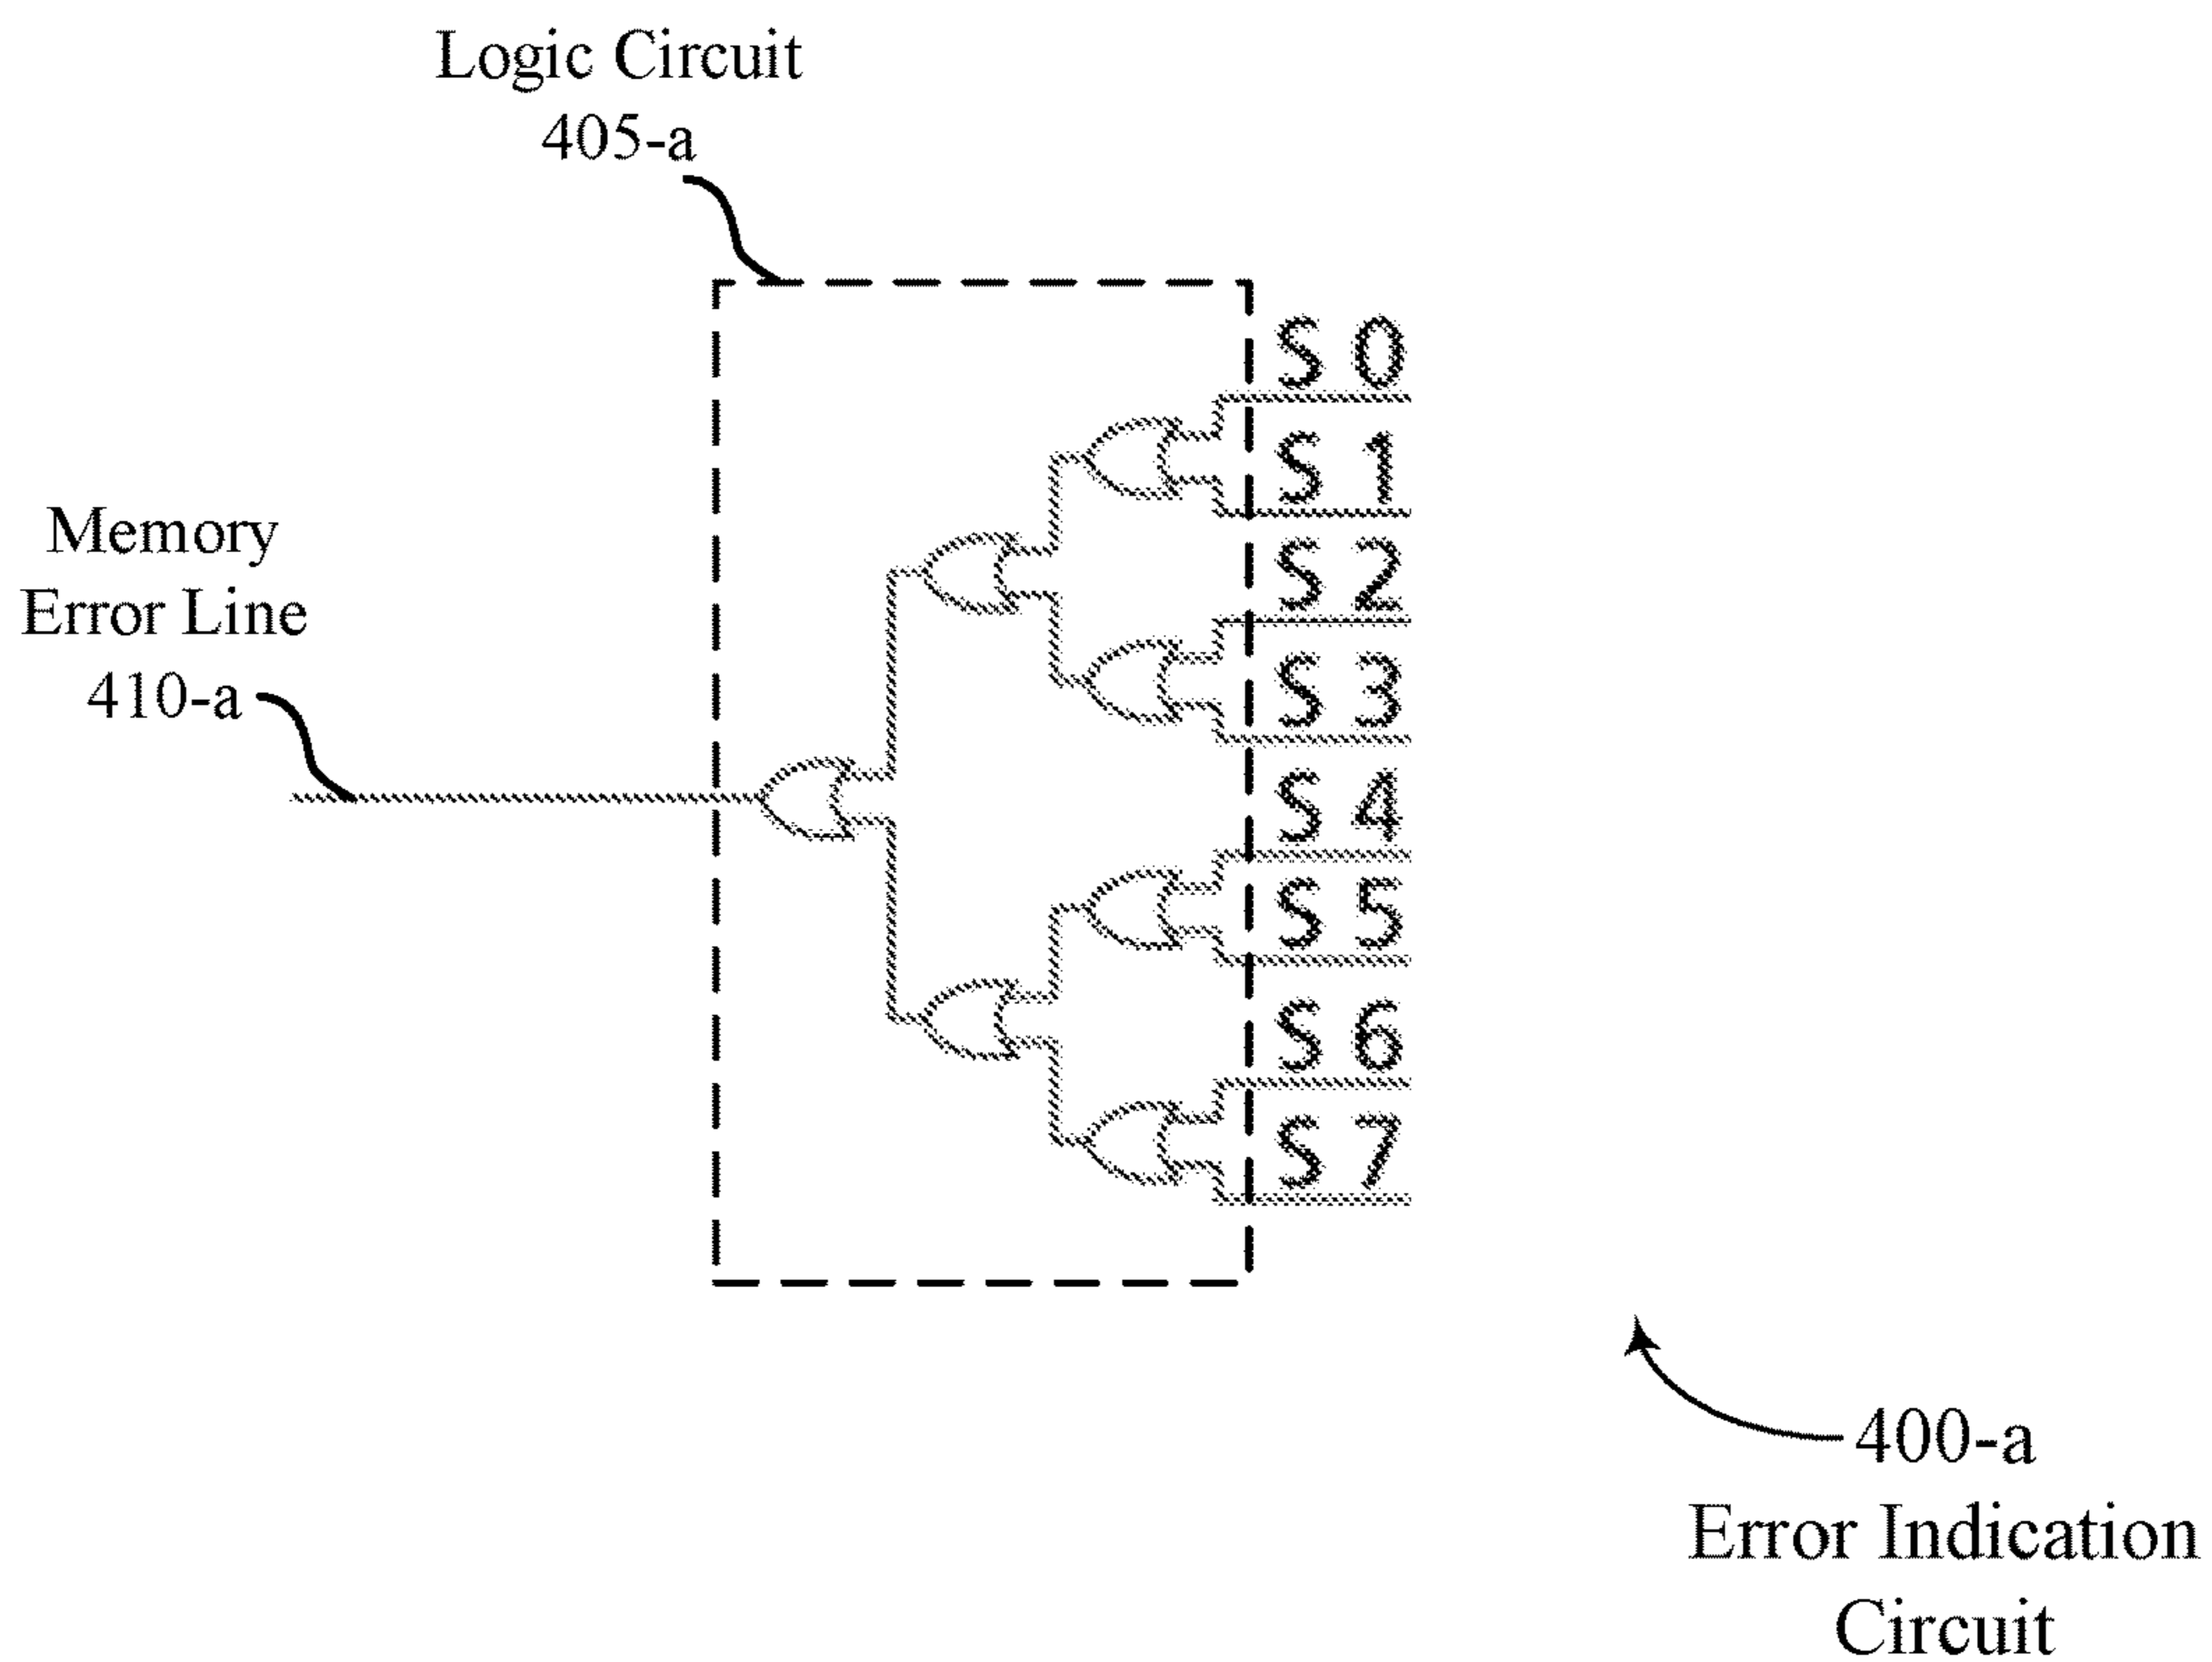 Logic Circuit
405-a
S 0
S 1
Memory
Error Line
410-a
S 2
S 3
S 4
S 5
S 6
S 7
400-a
Error Indication
Circuit